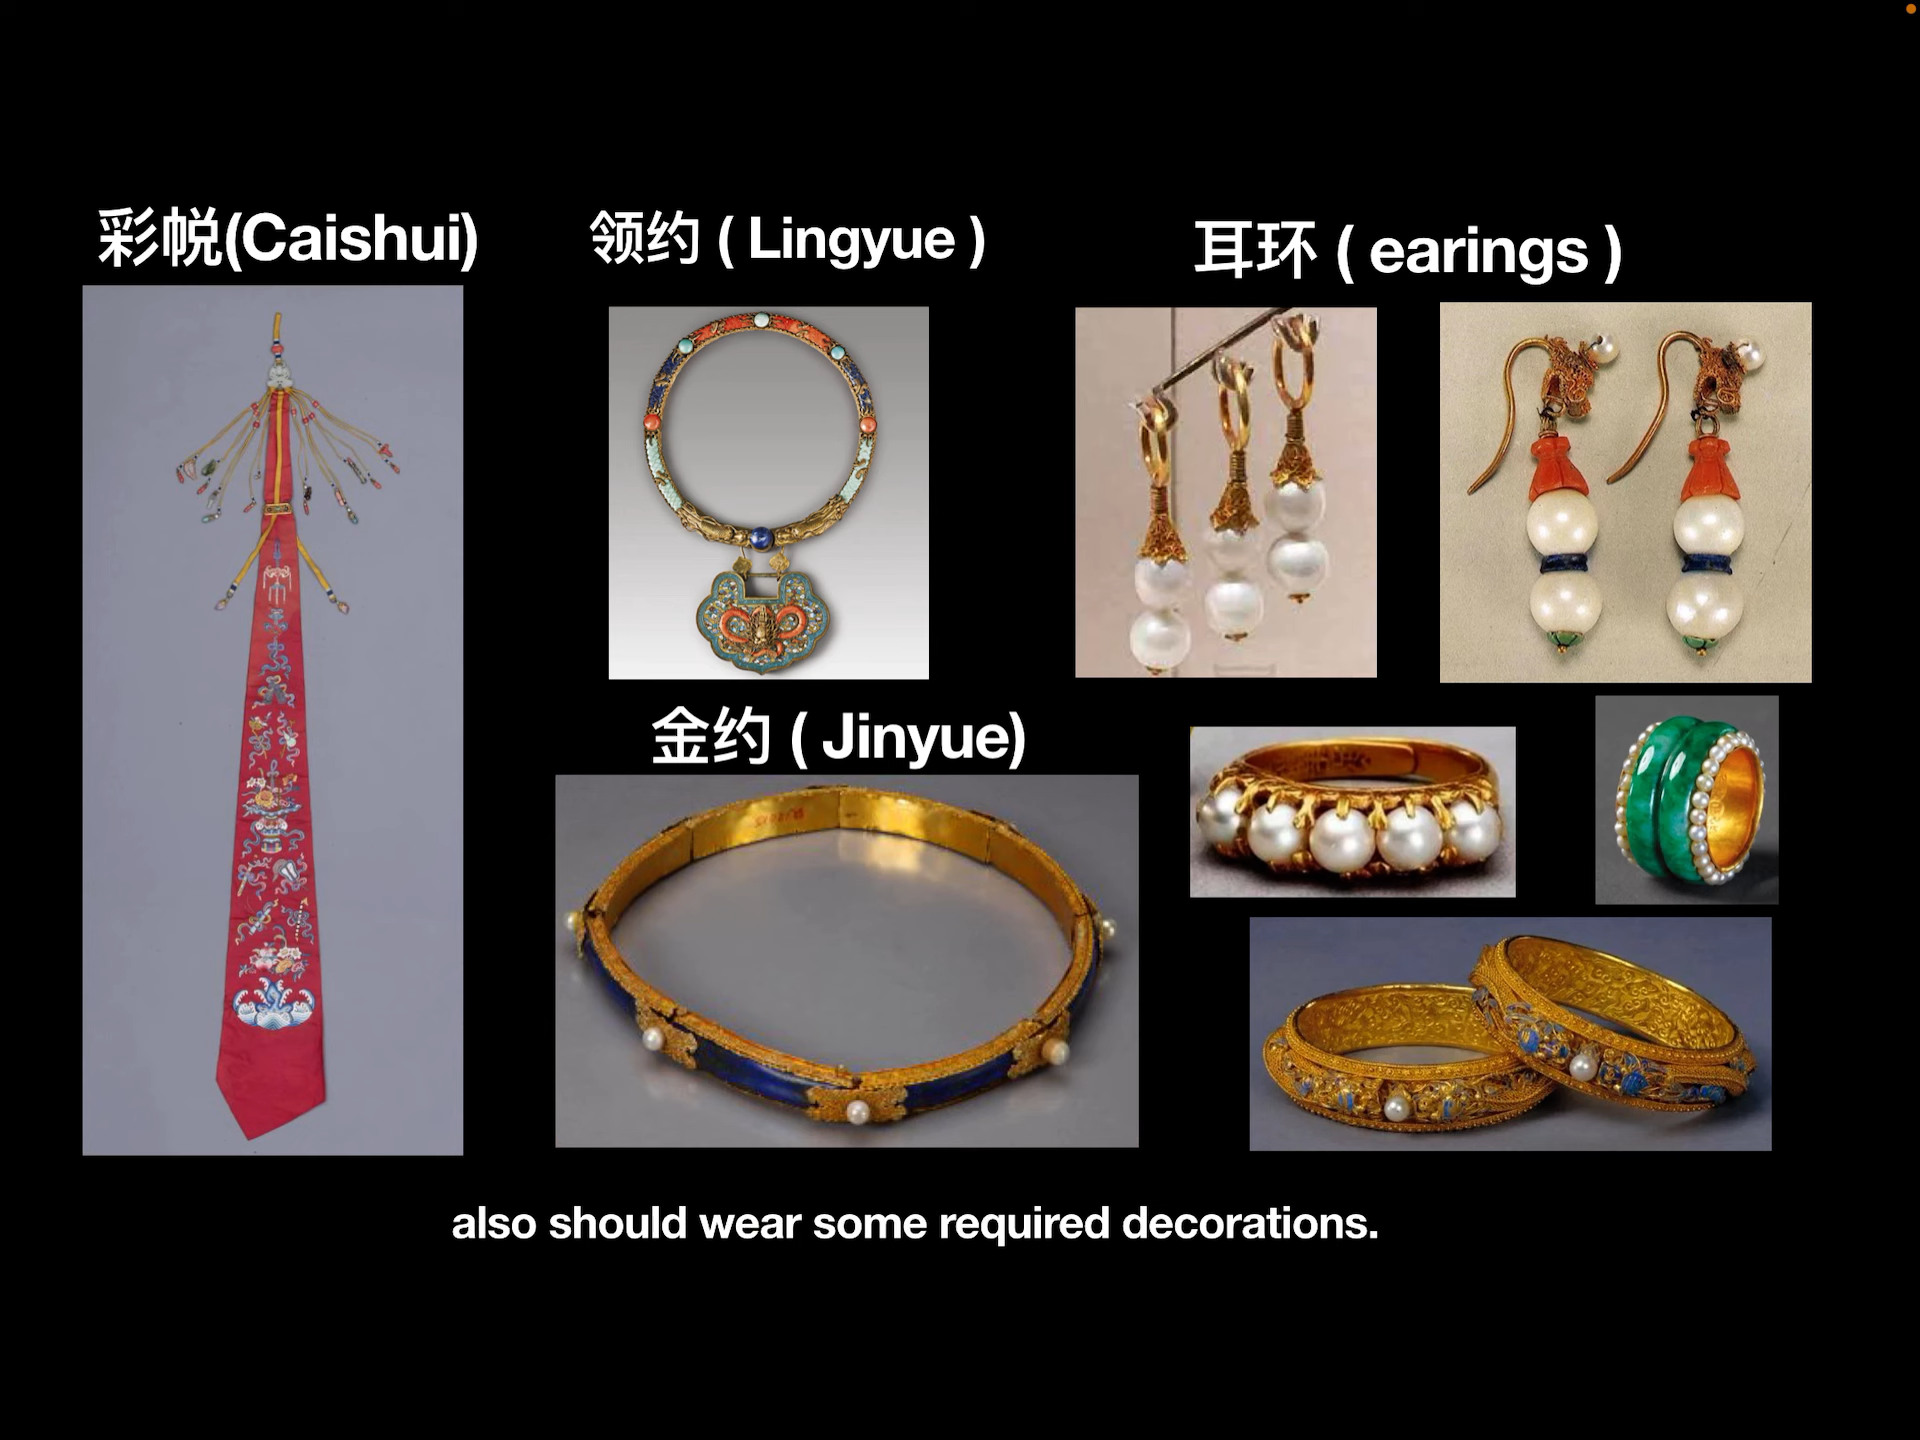 彩帨(Caishui)
领约 ( Lingyue )
耳环 ( earings )
金约 ( Jinyue)
also should wear some required decorations.